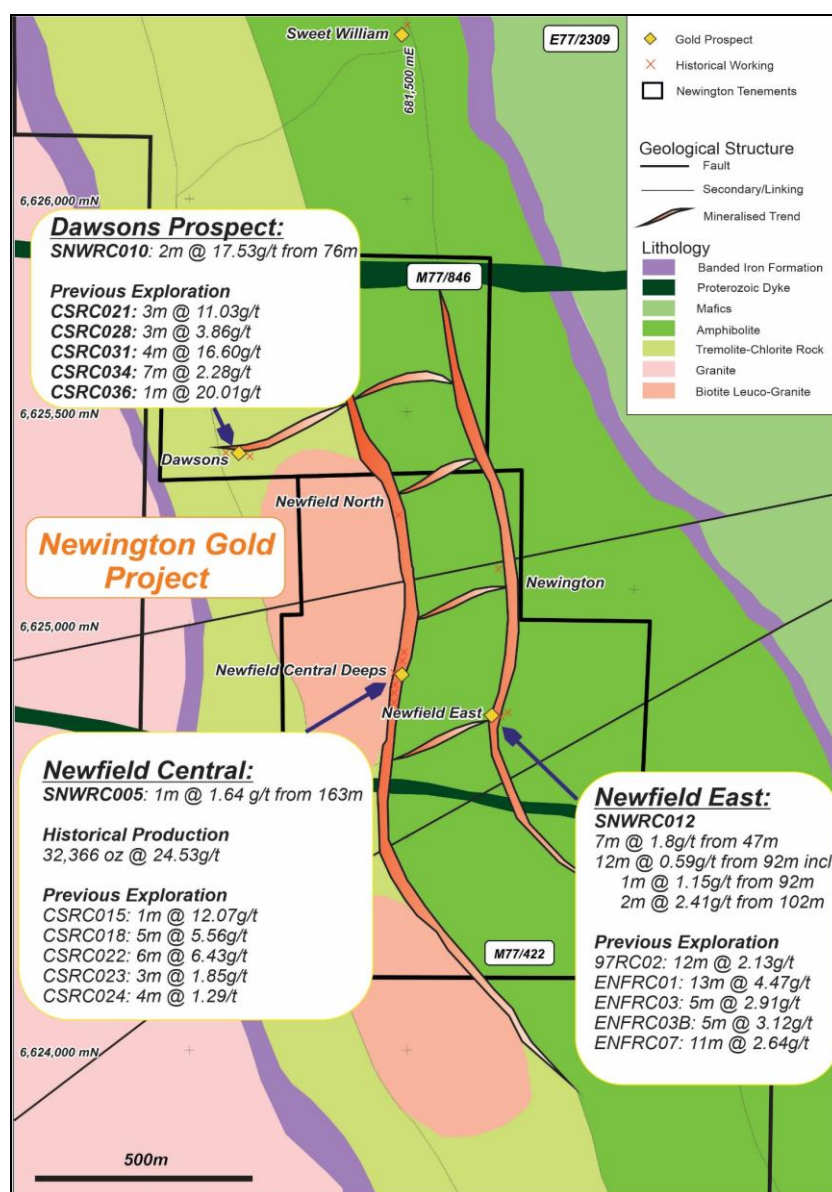 Sweet William
E77/2309
681,500 mE
Gold Prospect
Historical Working
Newington Tenements
Geological Structure
Fault
Secondary/Linking
Mineralised Trend
Lithology
Banded Iron Formation
Proterozoic Dyke
Mafics
Amphibolite
Tremolite-Chlorite Rock
Granite
Biotite Leuco-Granite
6,626,000 mN
Dawsons Prospect:
SNWRC010: 2m @ 17.53g/t from 76m
Previous Exploration
CSRC021: 3m @ 11.03g/t
CSRC028: 3m @ 3.86g/t
CSRC031: 4m @ 16.60g/t
CSRC034: 7m @ 2.28g/t
CSRC036: 1m @ 20.01g/t
M77/846
6,625,500 mN
Dawsons
Newfield North
Newington Gold
Project
Newington
6,625,000 mN
Newfield Central Deeps
Newfield East
Newfield Central:
SNWRC005: 1m @ 1.64 g/t from 163m
Historical Production
32,366 oz @ 24.53g/t
Previous Exploration
CSRC015: 1m @ 12.07g/t
CSRC018: 5m @ 5.56g/t
CSRC022: 6m @ 6.43g/t
CSRC023: 3m @ 1.85g/t
CSRC024: 4m @ 1.29/t
Newfield East:
SNWRC012
7m @ 1.8g/t from 47m
12m @ 0.59g/t from 92m incl
1m @ 1.15g/t from 92m
2m @ 2.41g/t from 102m
Previous Exploration
97RC02: 12m @ 2.13g/t
ENFRC01: 13m @ 4.47g/t
ENFRC03: 5m @ 2.91g/t
ENFRC03B: 5m @ 3.12g/t
ENFRC07: 11m @ 2.64g/t
M77/422
6,624,000 mN
500m